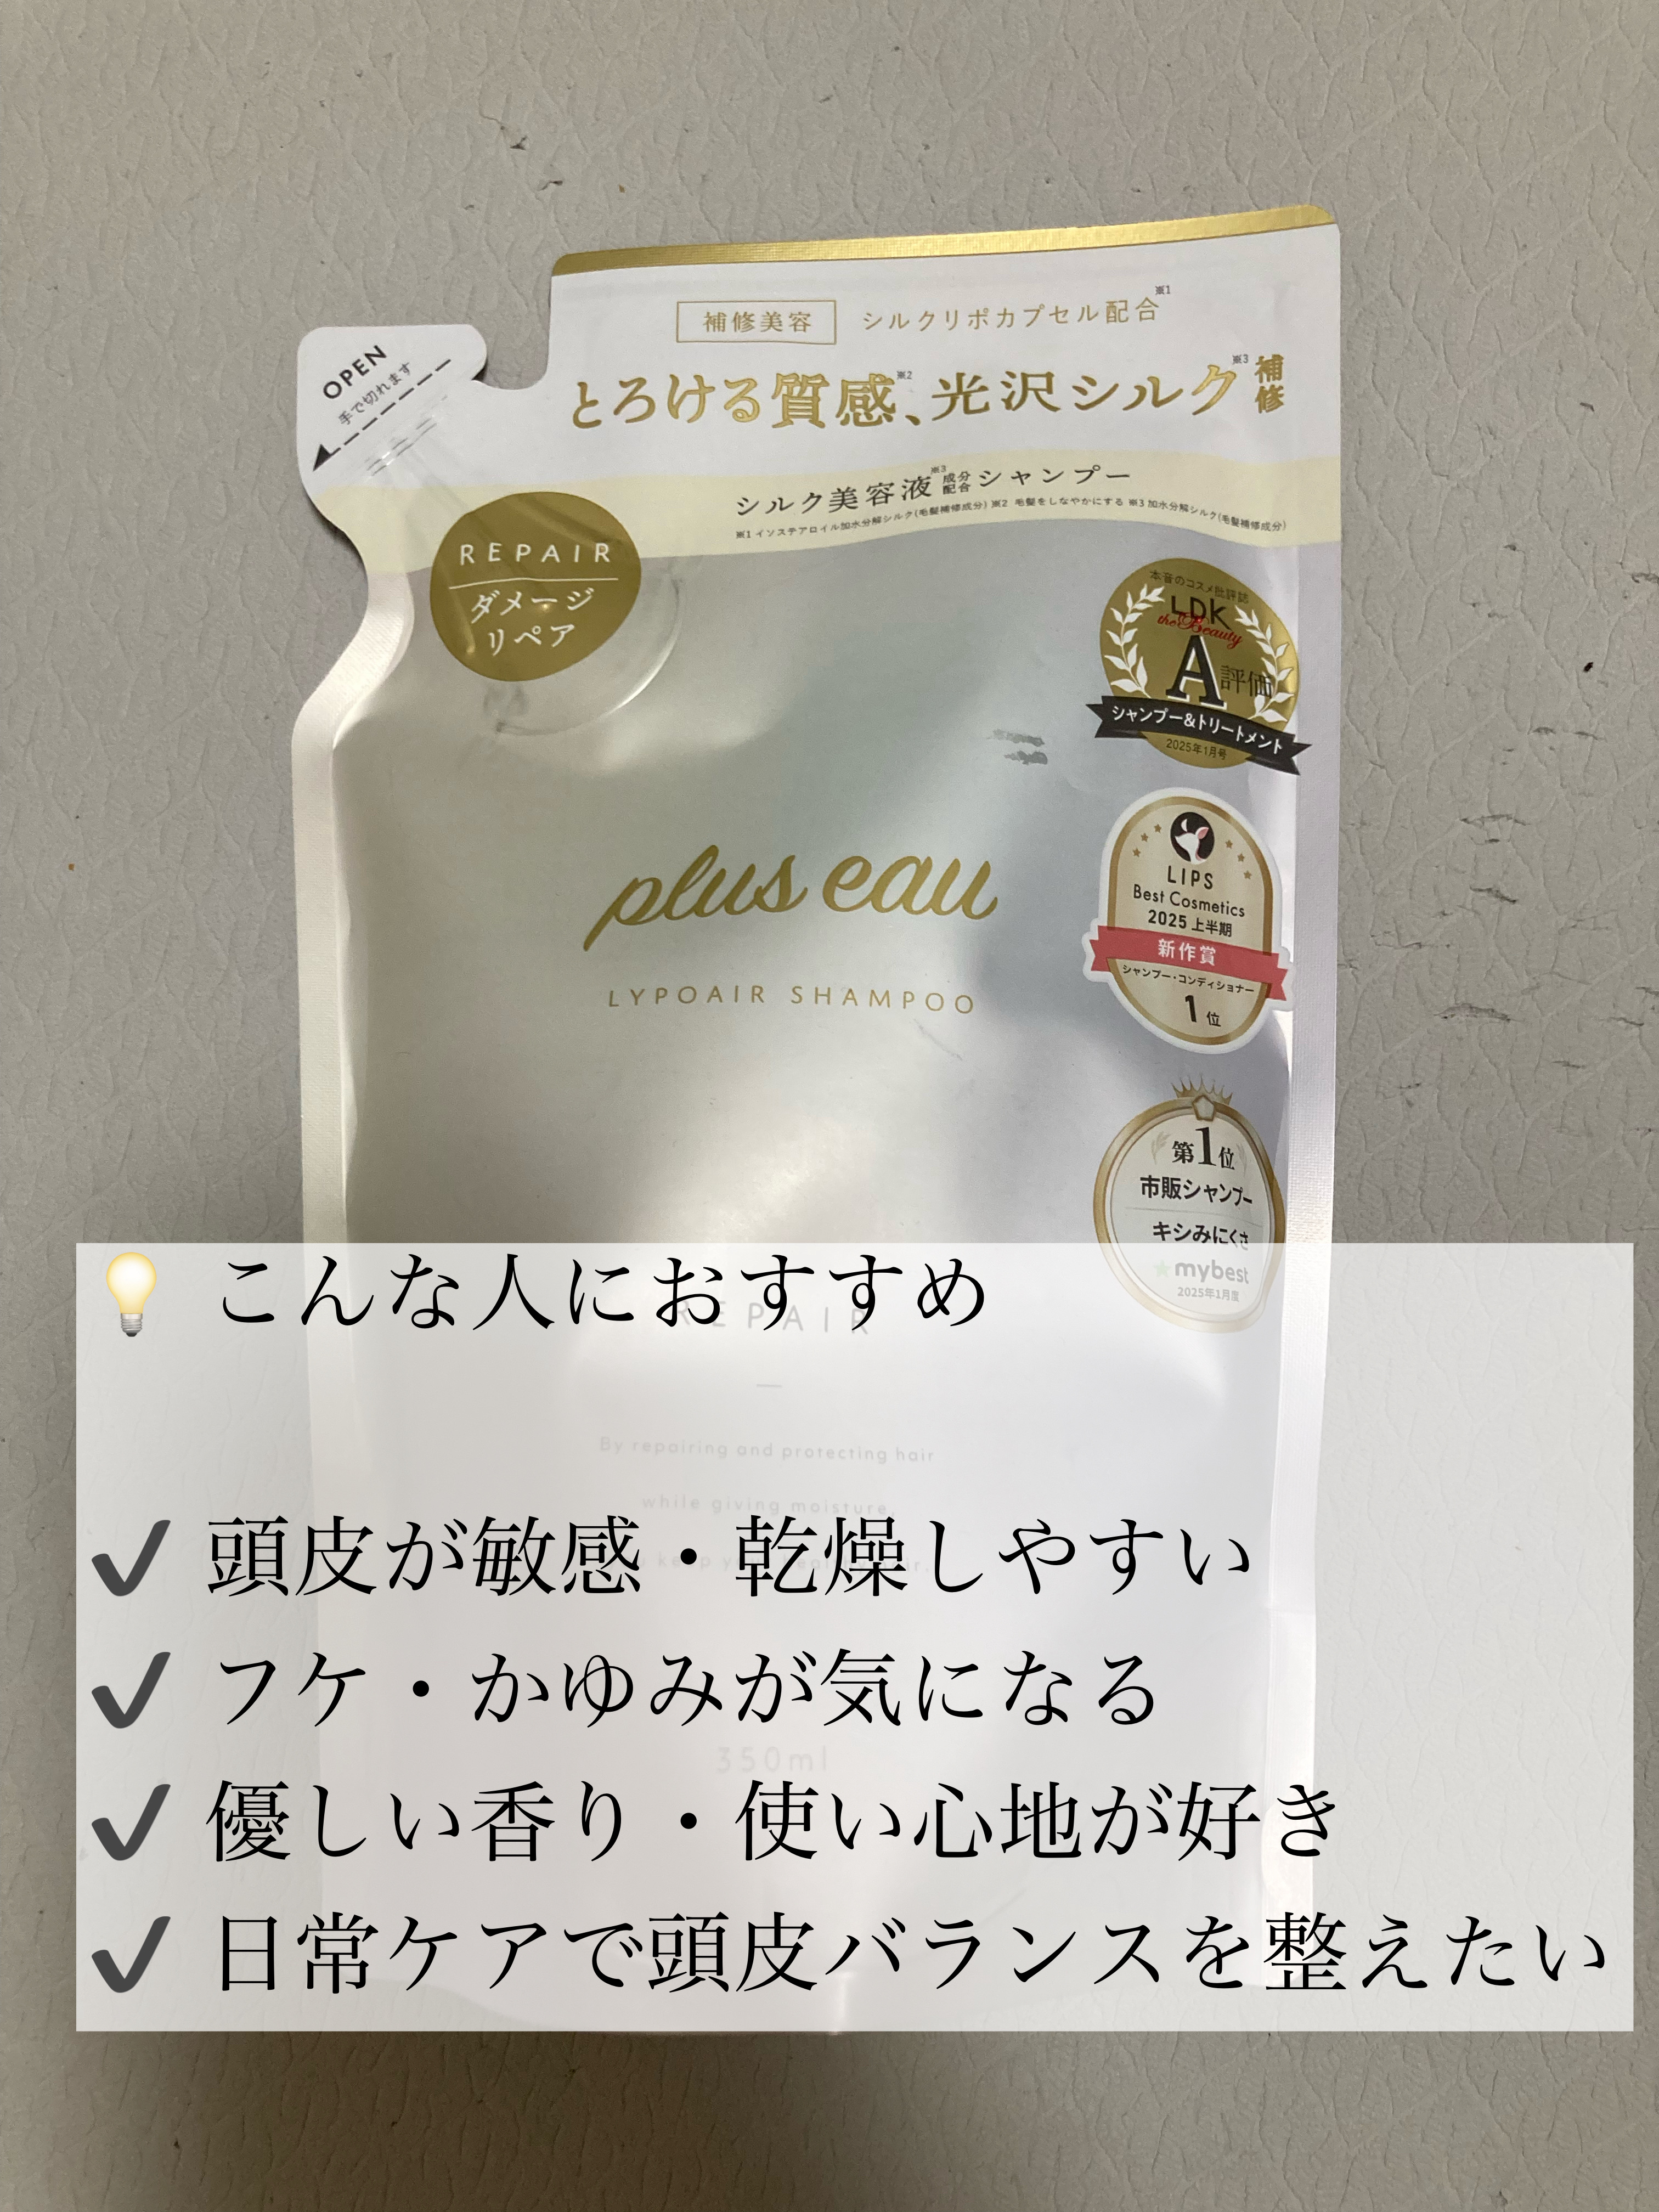 補修美容 シルクリポカプセル配合※1
とろける質感※2、光沢シルク※3補修
シルク美容液※3成分配合シャンプー
※1 イソステアロイル加水分解シルク(毛髪補修成分) ※2 毛髪をしなやかにする ※3 加水分解シルク(毛髪補修成分)
OPEN
手で切れます
REPAIR
ダメージ
リペア
本音のコスメ批評誌
LDK
the Beauty
A評価
シャンプー&トリートメント
2025年1月号
plus eau
LYPOAIR SHAMPOO
LIPS
Best Cosmetics
2025 上半期
新作賞
シャンプー・コンディショナー
1位
第1位
市販シャンプー
キシみにくさ
mybest
2025年1月度
💡 こんな人におすすめ
REPAIR
By repairing and protecting hair
while giving moisture,
✔ 頭皮が敏感・乾燥しやすい
✔ フケ・かゆみが気になる
350ml
✔ 優しい香り・使い心地が好き
✔ 日常ケアで頭皮バランスを整えたい